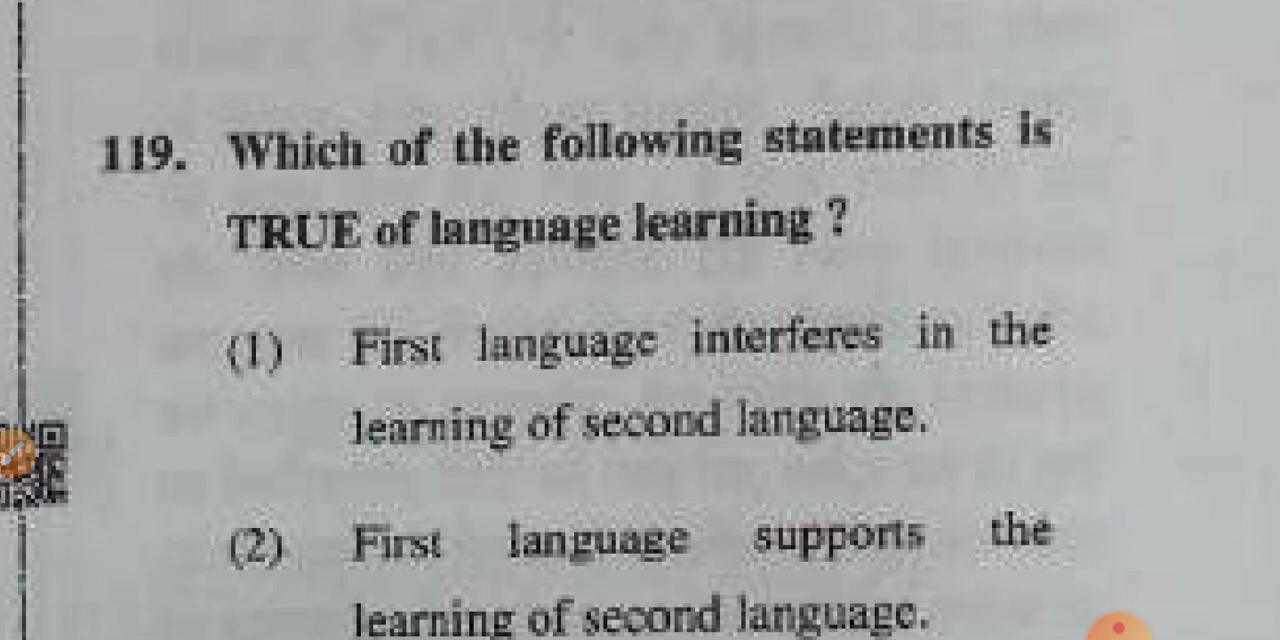 119. Which of the following statements is
TRUE of language learning ?
(1) First language interferes in the
learning of second language.
(2) First language supports the
learning of second language.